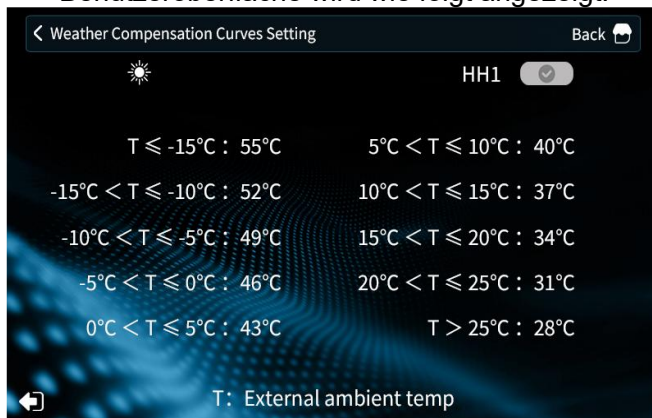 Benutzeroberfläche wird wie folgt angezeigt:
Weather Compensation Curves Setting Back
HH1
T ≤ -15°C : 55°C 5°C < T ≤ 10°C : 40°C
-15°C < T ≤ -10°C : 52°C 10°C < T ≤ 15°C : 37°C
-10°C < T ≤ -5°C : 49°C 15°C < T ≤ 20°C : 34°C
-5°C < T ≤ 0°C : 46°C 20°C < T ≤ 25°C : 31°C
0°C < T ≤ 5°C : 43°C T > 25°C : 28°C
T: External ambient temp